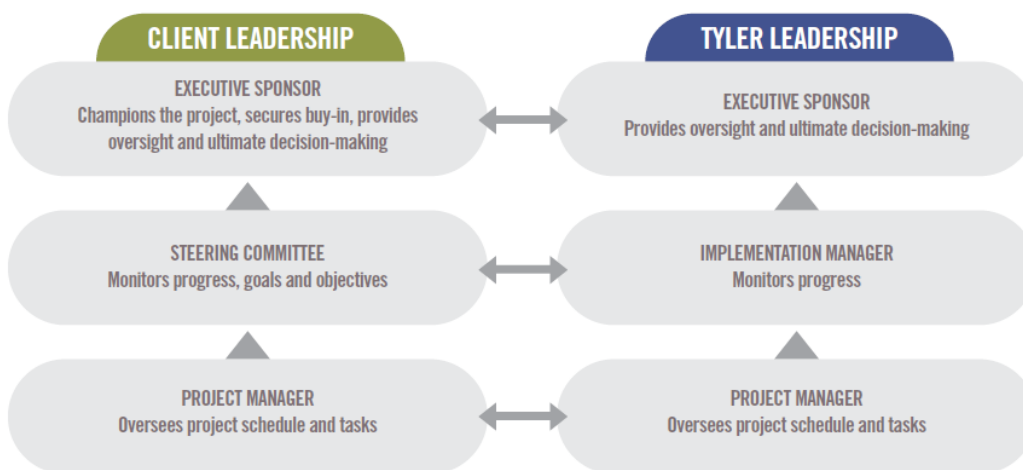 CLIENT LEADERSHIP
EXECUTIVE SPONSOR
Champions the project, secures buy-in, provides
oversight and ultimate decision-making
STEERING COMMITTEE
Monitors progress, goals and objectives
PROJECT MANAGER
Oversees project schedule and tasks
TYLER LEADERSHIP
EXECUTIVE SPONSOR
Provides oversight and ultimate decision-making
IMPLEMENTATION MANAGER
Monitors progress
PROJECT MANAGER
Oversees project schedule and tasks